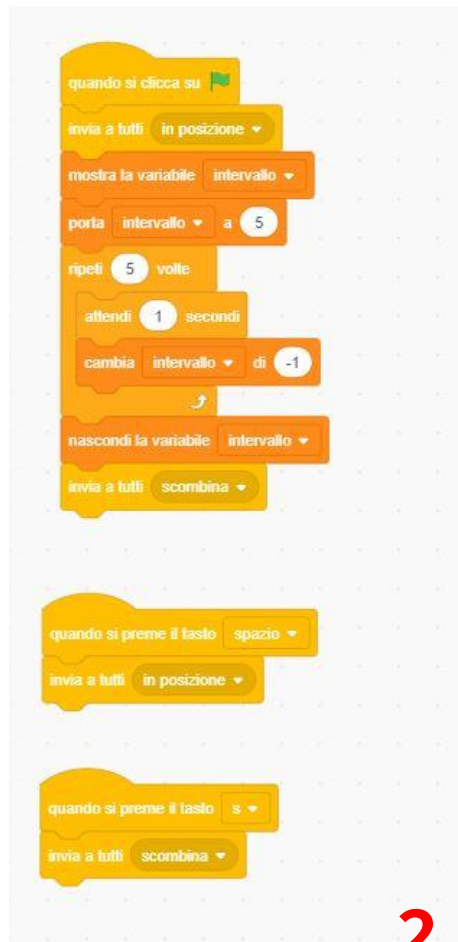 quando si clicca su
invia a tutti in posizione
mostra la variabile intervallo
porta intervallo a 5
ripeti 5 volte
attendi 1 secondi
cambia intervallo di -1
nascondi la variabile intervallo
invia a tutti scombina
quando si preme il tasto spazio
invia a tutti in posizione
quando si preme il tasto s
invia a tutti scombina
2